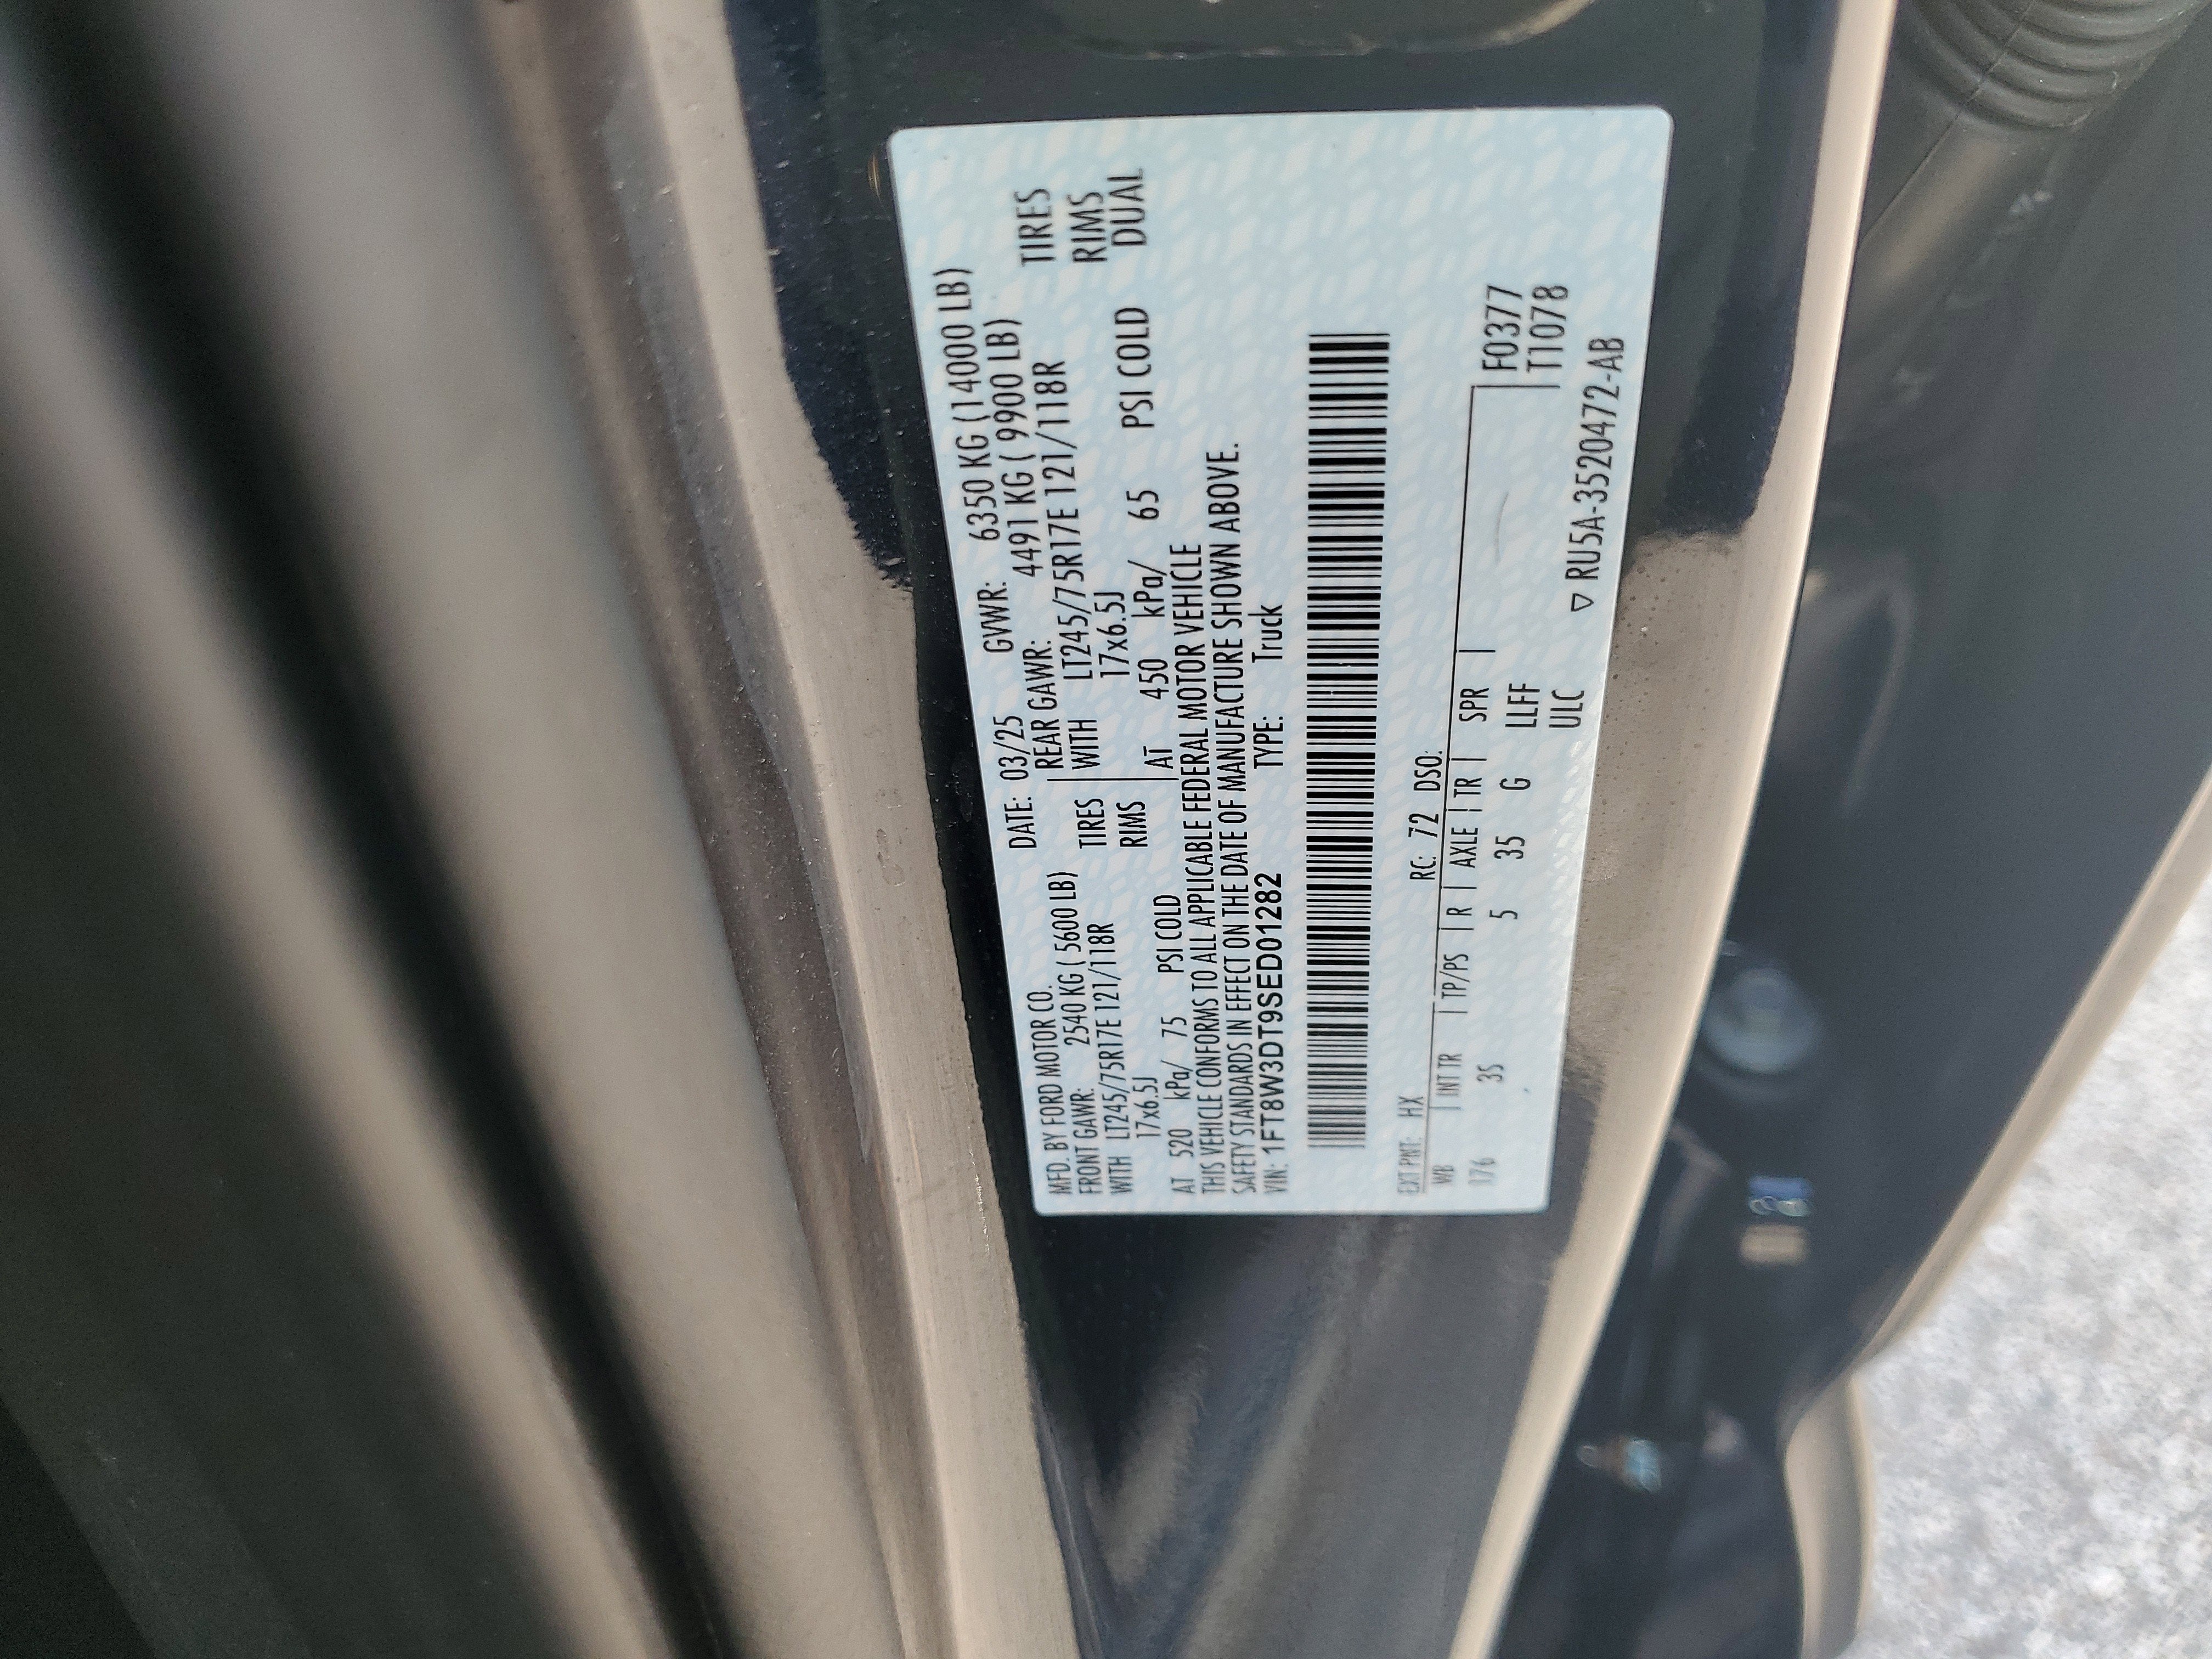 MFD. BY FORD MOTOR CO. DATE: 03/25 GVWR: 6350 KG (14000 LB)
FRONT GAWR: 2540 KG ( 5600 LB) REAR GAWR: 4491 KG ( 9900 LB)
WITH LT245/75R17E 121/118R TIRES WITH LT245/75R17E 121/118R TIRES
17x6.5J RIMS 17x6.5J RIMS
AT 520 kPa/ 75 PSI COLD AT 450 kPa/ 65 PSI COLD DUAL
THIS VEHICLE CONFORMS TO ALL APPLICABLE FEDERAL MOTOR VEHICLE
SAFETY STANDARDS IN EFFECT ON THE DATE OF MANUFACTURE SHOWN ABOVE.
VIN: 1FT8W3DT9SED01282 TYPE: Truck
EXT PNT: HX RC: 72 DSO:
WB | INT TR | TP/PS | R | AXLE | TR | SPR | F0377
176 3S 5 35 G LLFF T1078
ULC ▽ RU5A-3520472-AB